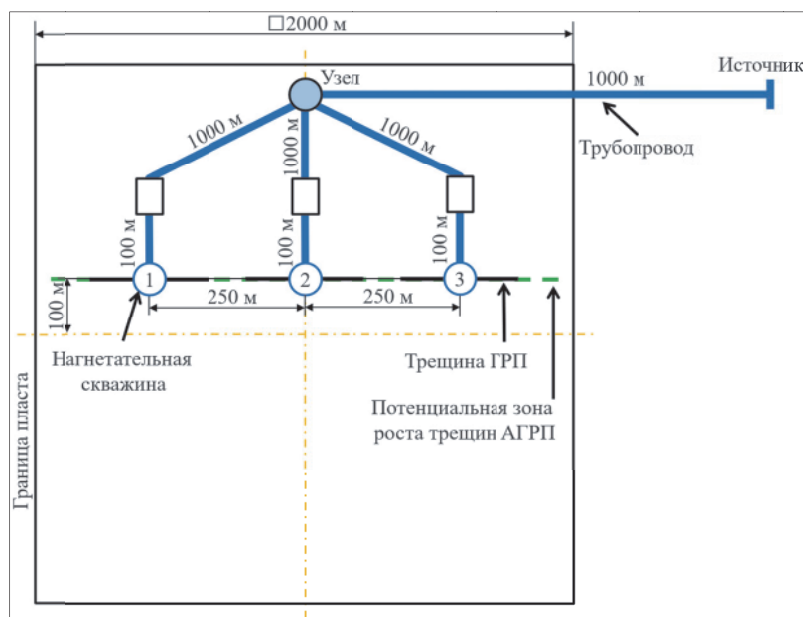 □2000 м
Узел
Источник
1000 м
Трубопровод
1000 м
1000 м
1000 м
100 м
100 м
100 м
1
2
3
100 м
250 м
250 м
Нагнетательная
скважина
Трещина ГРП
Потенциальная зона
роста трещин АГРП
Граница пласта